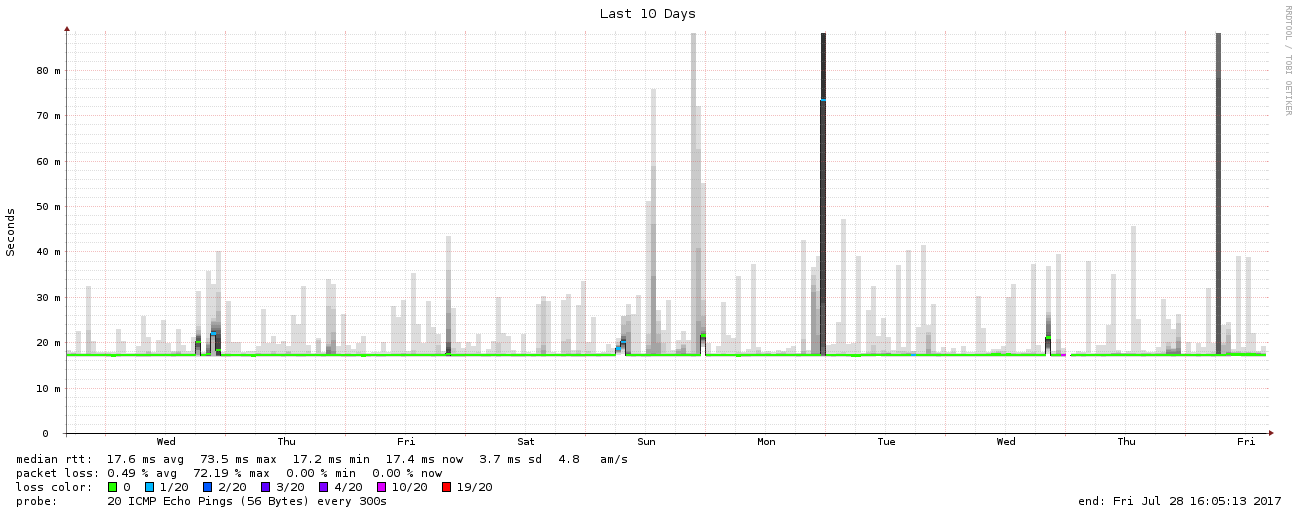 Last 10 Days
RRDTOOL / TOBI OETIKER
Seconds
80 m
70 m
60 m
50 m
40 m
30 m
20 m
10 m
0
Wed Thu Fri Sat Sun Mon Tue Wed Thu Fri
median rtt: 17.6 ms avg 73.5 ms max 17.2 ms min 17.4 ms now 3.7 ms sd 4.8 am/s
packet loss: 0.49 % avg 72.19 % max 0.00 % min 0.00 % now
loss color: 0 1/20 2/20 3/20 4/20 10/20 19/20
probe: 20 ICMP Echo Pings (56 Bytes) every 300s
end: Fri Jul 28 16:05:13 2017